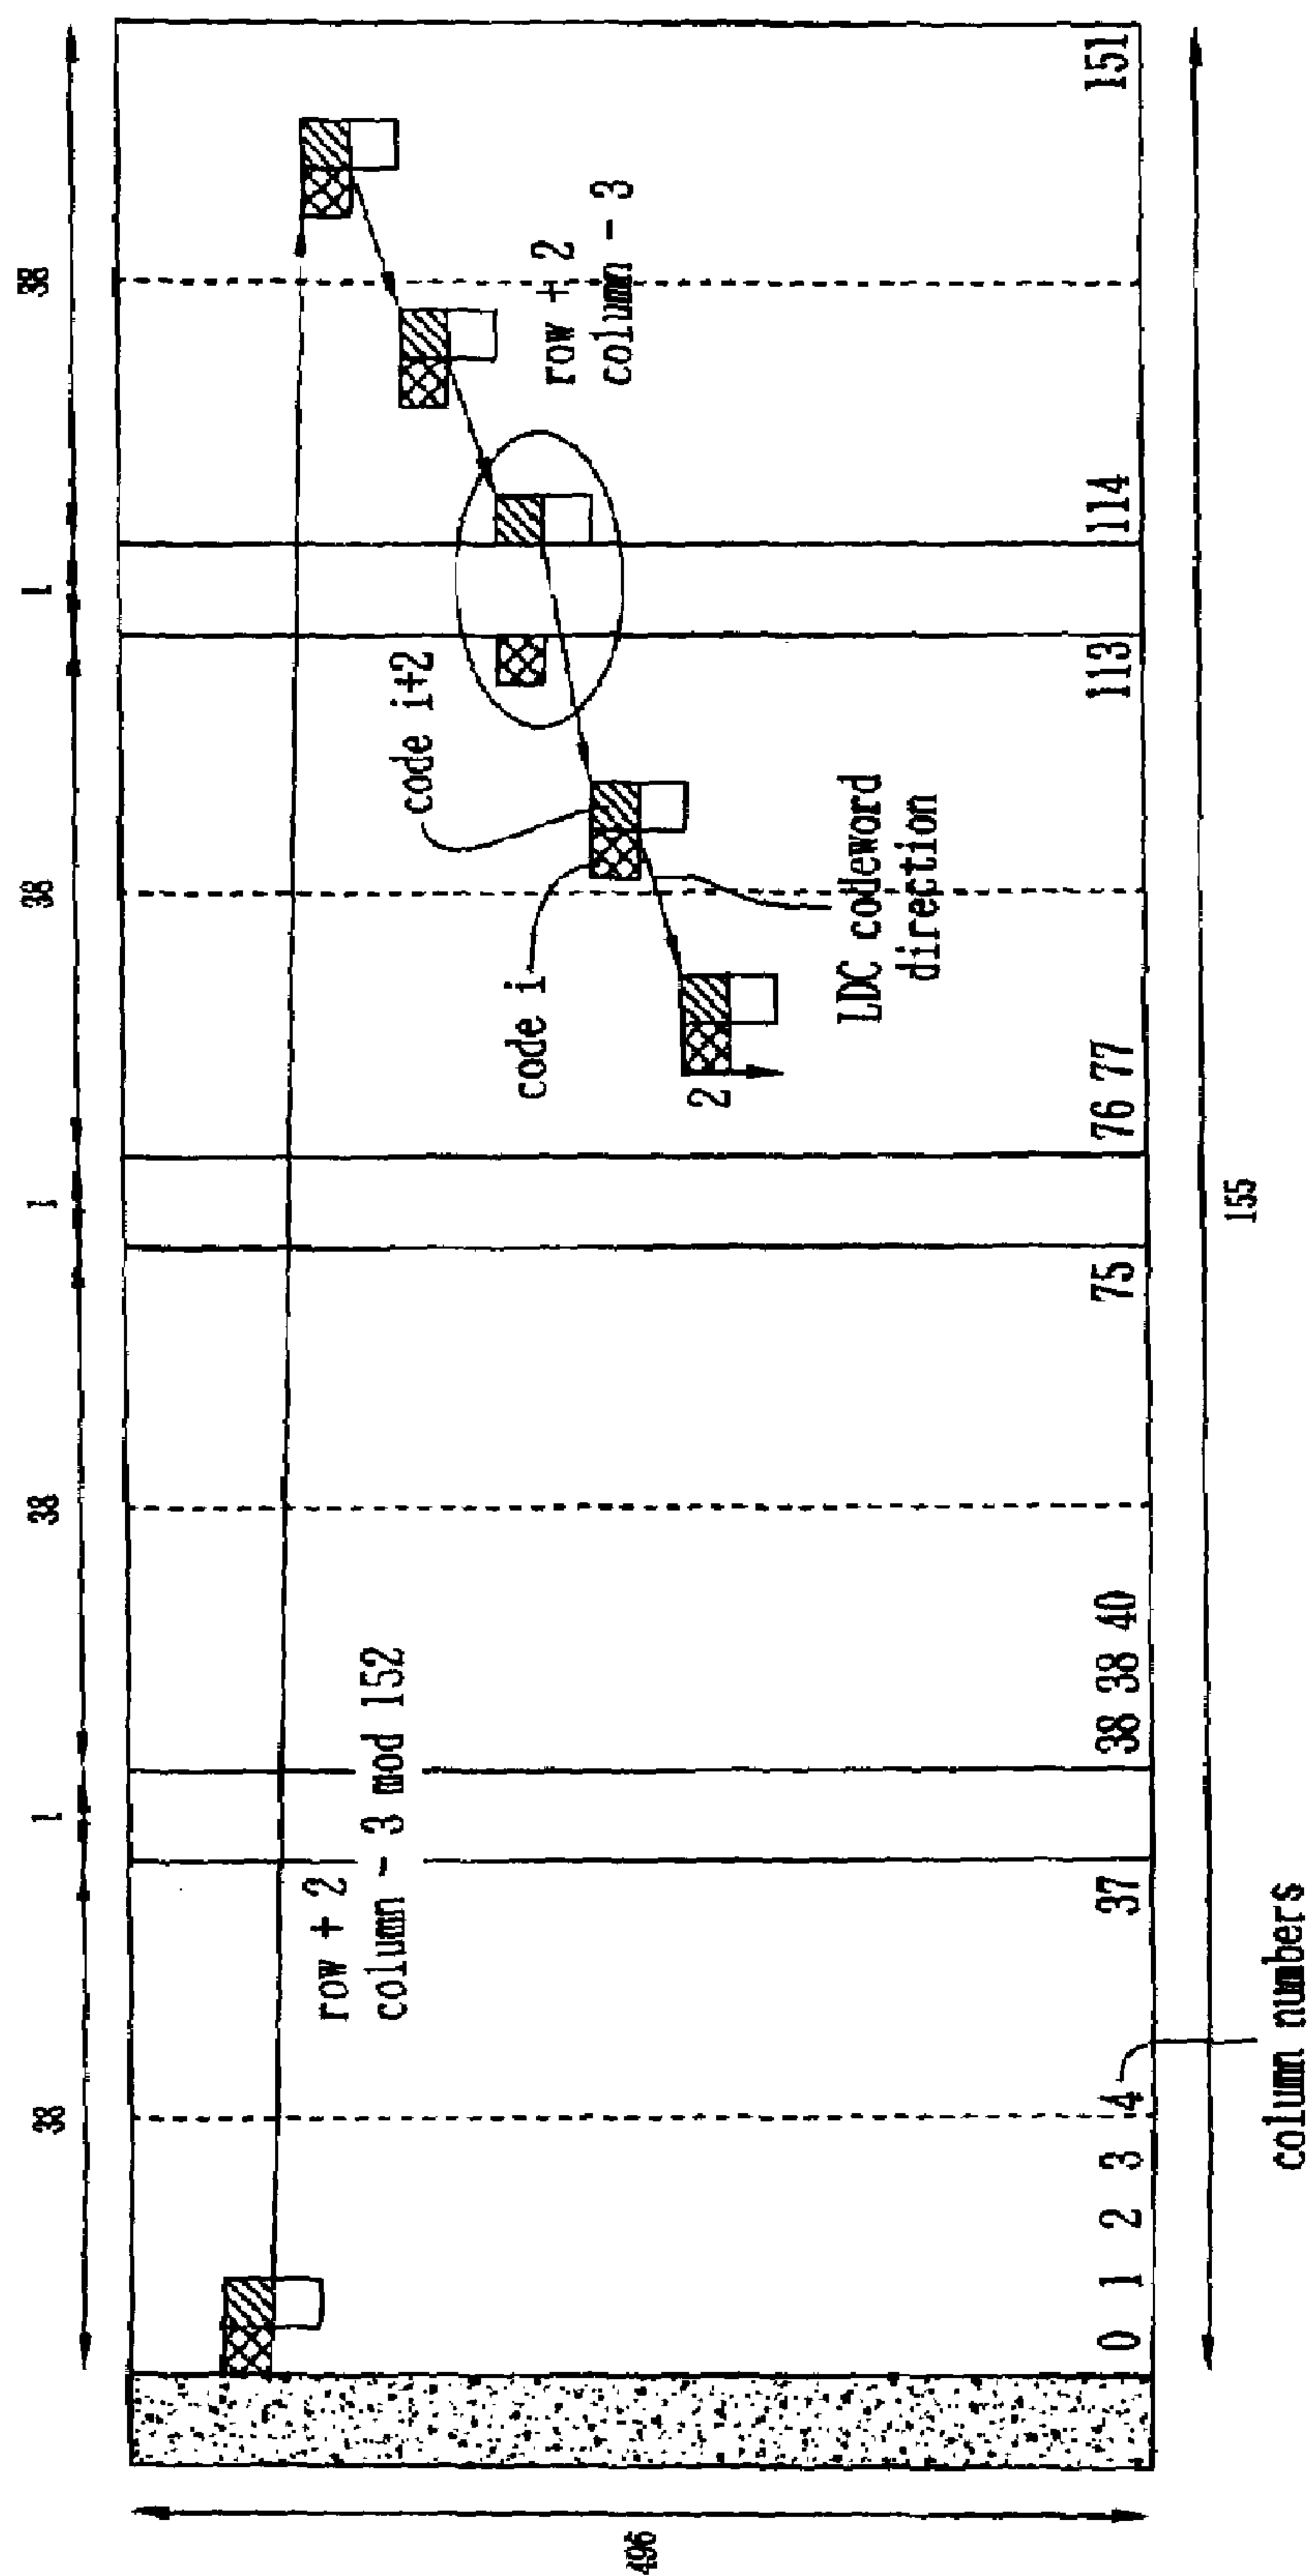 38 1 38 1 38 1 38
496
row + 2
column - 3 mod 152
row + 2
column - 3
code i
code i+2
LDC codeword
direction
2
0 1 2 3 4 37 38 38 40 75 76 77 113 114 151
155
column numbers